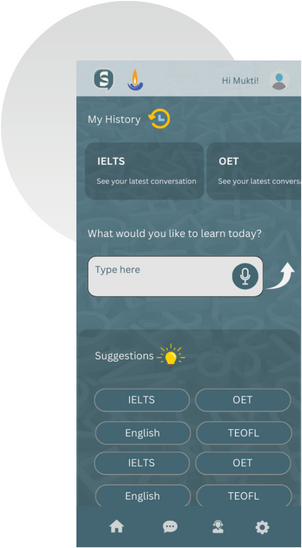 S
Hi Mukti!
My History
IELTS
OET
See your latest conversation
See your latest conversa
What would you like to learn today?
Type here
Suggestions
IELTS
OET
English
TEOFL
IELTS
OET
English
TEOFL